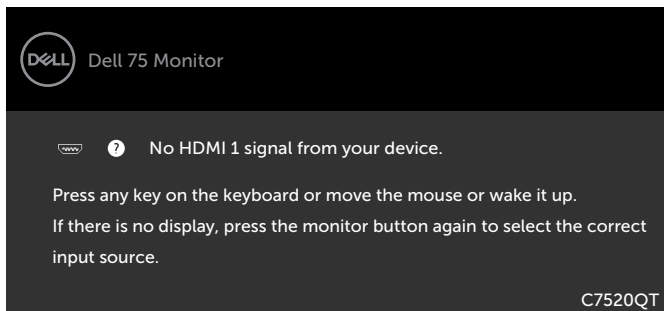 DELL
Dell 75 Monitor
? No HDMI 1 signal from your device.
Press any key on the keyboard or move the mouse or wake it up.
If there is no display, press the monitor button again to select the correct
input source.
C7520QT